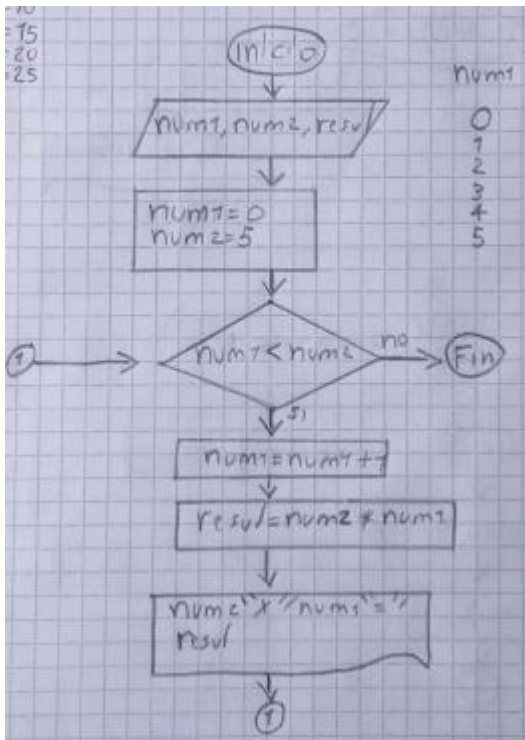 =15
=20
=25
Inicio
num1, num2, resul
num1=0
num2=5
num1<num2
no
Fin
1
si
num1=num1+1
resul=num2*num1
num2"x"num1"="
resul
1
num1
0
1
2
3
4
5